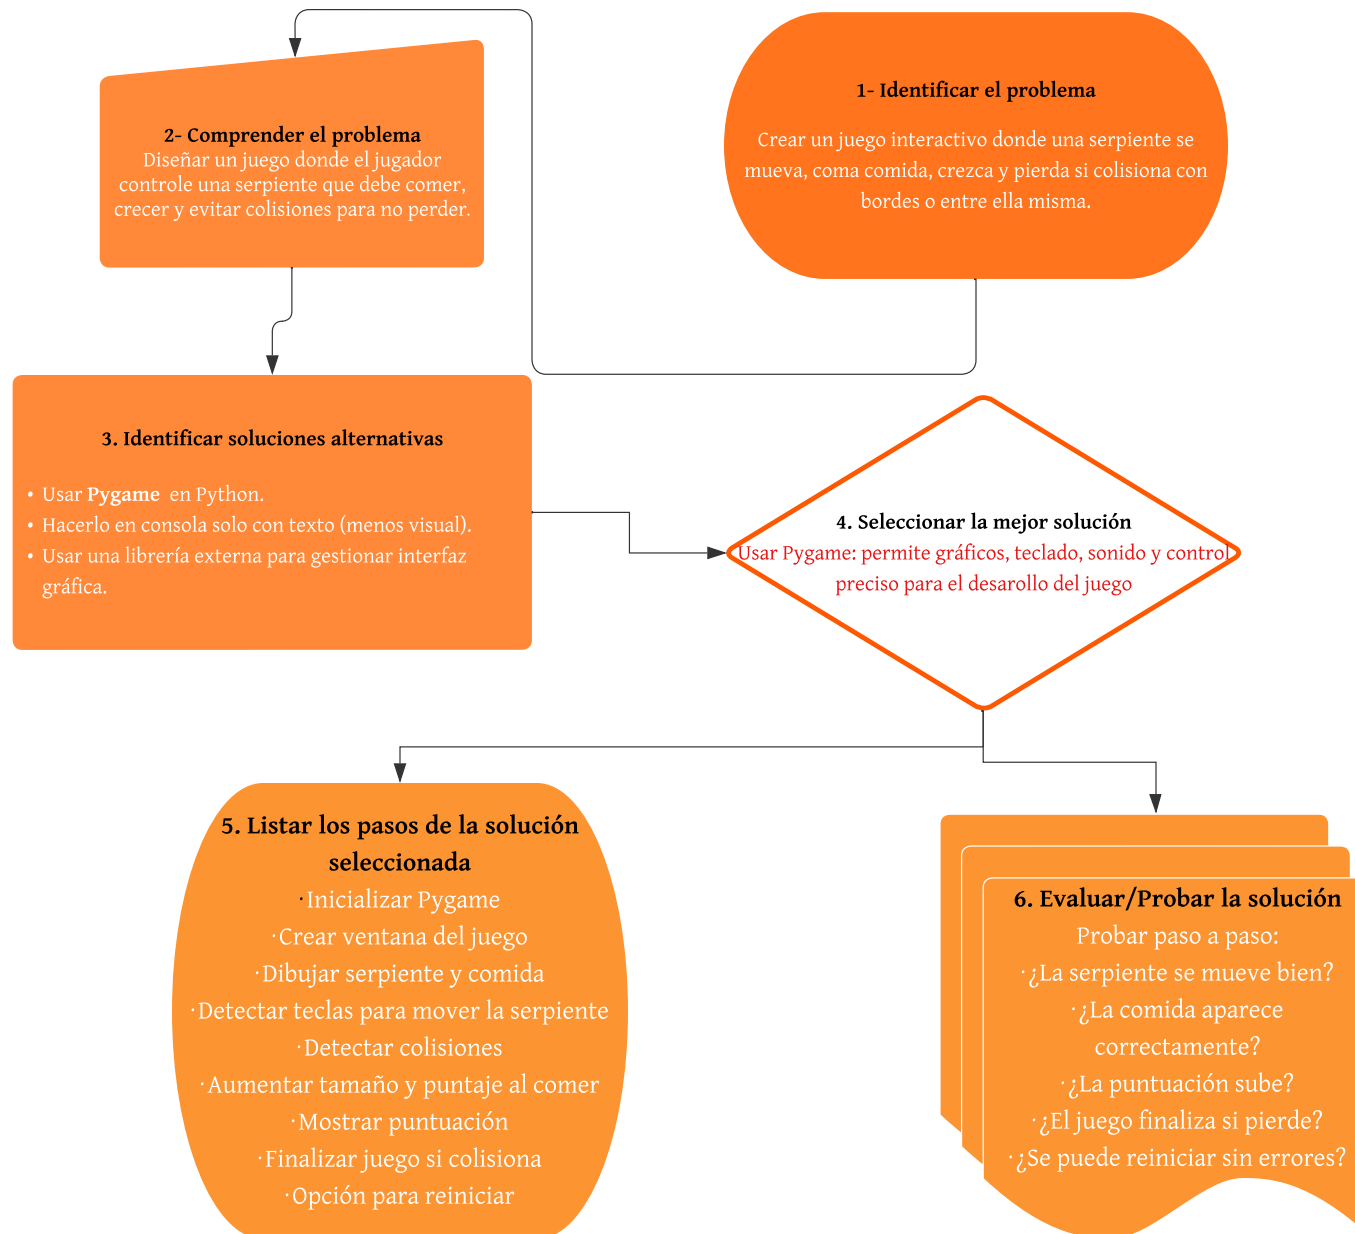 1- Identificar el problema
Crear un juego interactivo donde una serpiente se
mueva, coma comida, crezca y pierda si colisiona con
bordes o entre ella misma.
2- Comprender el problema
Diseñar un juego donde el jugador
controle una serpiente que debe comer,
crecer y evitar colisiones para no perder.
3. Identificar soluciones alternativas
• Usar Pygame en Python.
• Hacerlo en consola solo con texto (menos visual).
• Usar una librería externa para gestionar interfaz
gráfica.
4. Seleccionar la mejor solución
Usar Pygame: permite gráficos, teclado, sonido y control
preciso para el desarollo del juego
5. Listar los pasos de la solución
seleccionada
·Inicializar Pygame
·Crear ventana del juego
·Dibujar serpiente y comida
·Detectar teclas para mover la serpiente
·Detectar colisiones
·Aumentar tamaño y puntaje al comer
·Mostrar puntuación
·Finalizar juego si colisiona
·Opción para reiniciar
6. Evaluar/Probar la solución
Probar paso a paso:
·¿La serpiente se mueve bien?
·¿La comida aparece
correctamente?
·¿La puntuación sube?
·¿El juego finaliza si pierde?
·¿Se puede reiniciar sin errores?